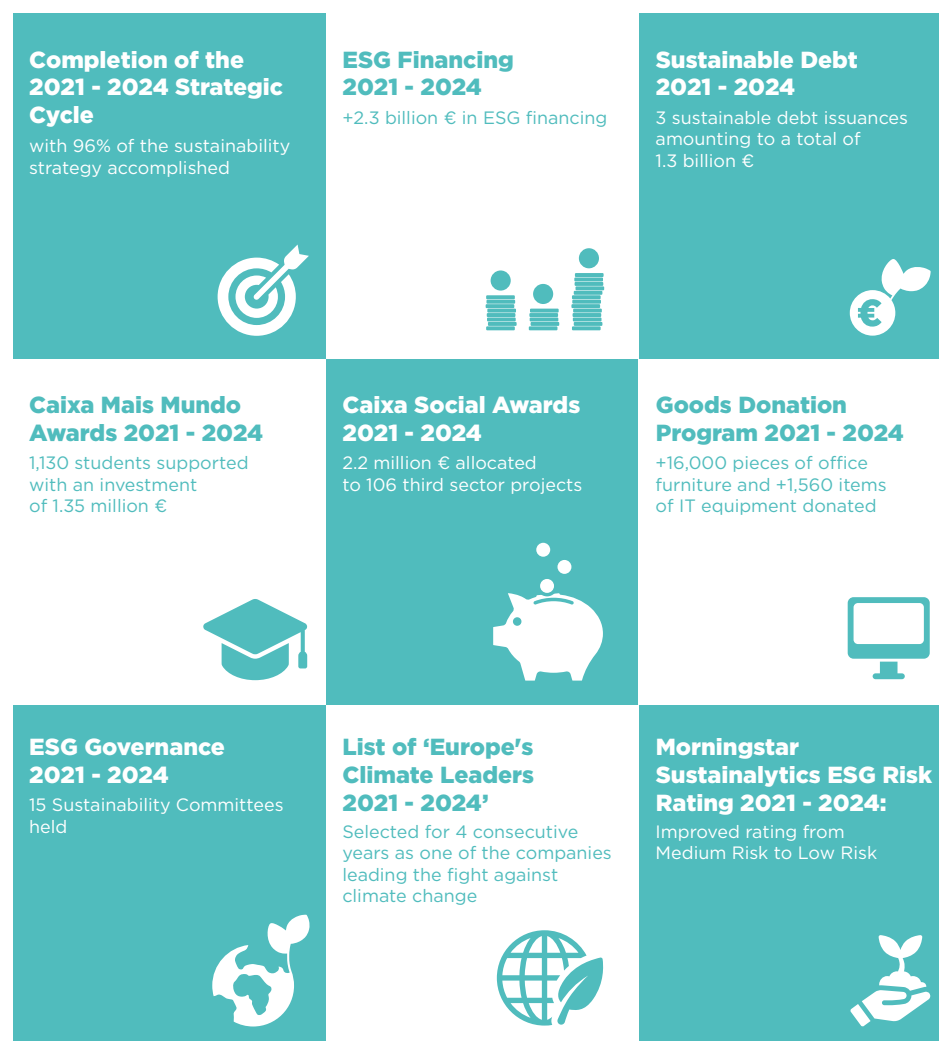 Completion of the
2021 - 2024 Strategic
Cycle
with 96% of the sustainability
strategy accomplished
ESG Financing
2021 - 2024
+2.3 billion € in ESG financing
Sustainable Debt
2021 - 2024
3 sustainable debt issuances
amounting to a total of
1.3 billion €
€
Caixa Mais Mundo
Awards 2021 - 2024
1,130 students supported
with an investment
of 1.35 million €
Caixa Social Awards
2021 - 2024
2.2 million € allocated
to 106 third sector projects
Goods Donation
Program 2021 - 2024
+16,000 pieces of office
furniture and +1,560 items
of IT equipment donated
ESG Governance
2021 - 2024
15 Sustainability Committees
held
List of ‘Europe's
Climate Leaders
2021 - 2024’
Selected for 4 consecutive
years as one of the companies
leading the fight against
climate change
Morningstar
Sustainalytics ESG Risk
Rating 2021 - 2024:
Improved rating from
Medium Risk to Low Risk